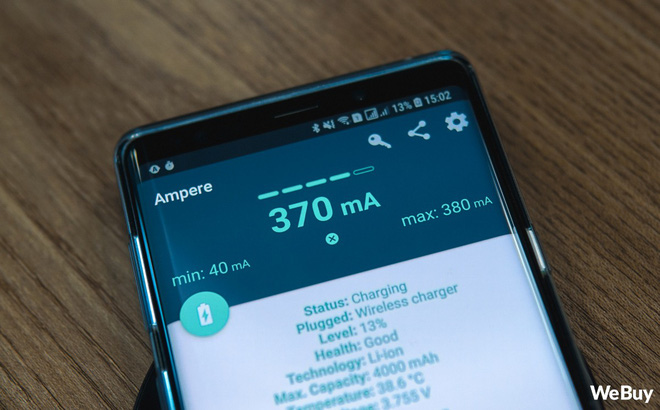 13% 15:02
Ampere
370 mA
min: 40 mA
max: 380 mA
Status: Charging
Plugged: Wireless charger
Level: 13%
Health: Good
Technology: Li-ion
Max. Capacity: 4000 mAh
Temperature: 38.6 °C
3.755 V
WeBuy